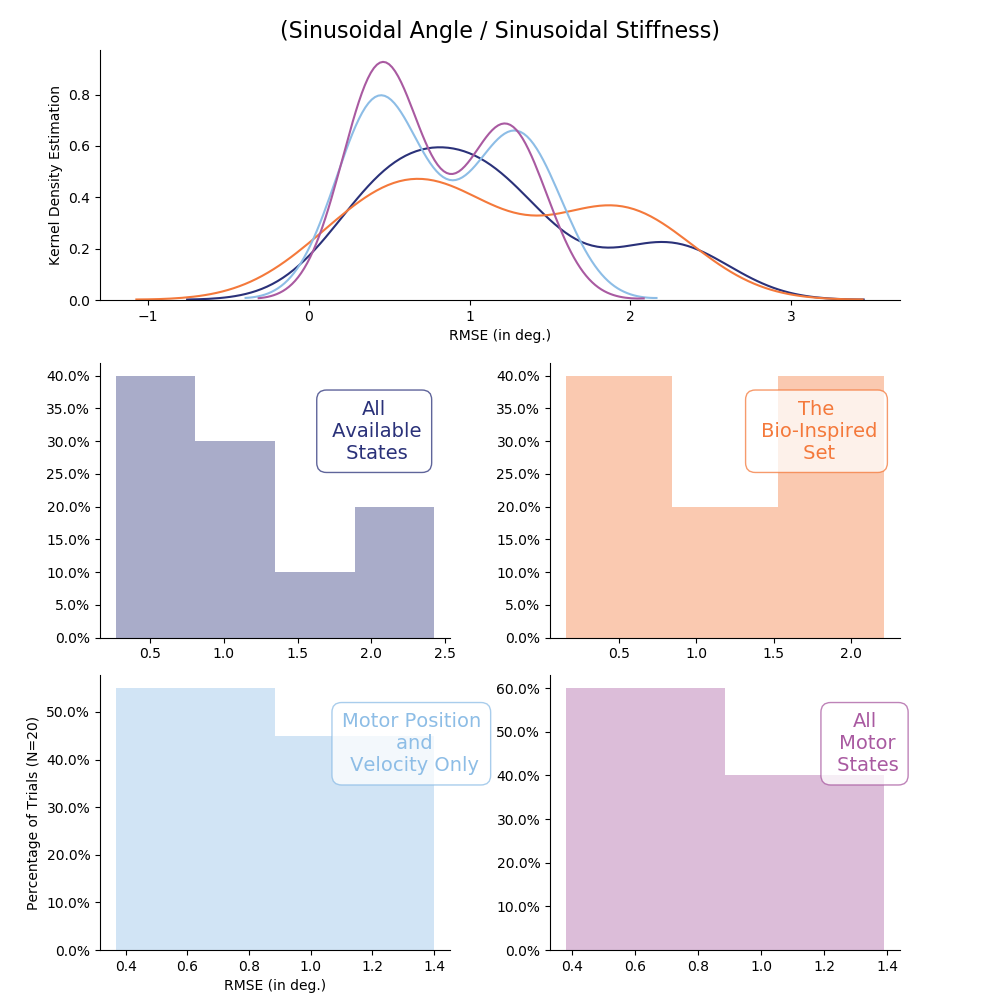 (Sinusoidal Angle / Sinusoidal Stiffness)
Kernel Density Estimation
0.8
0.6
0.4
0.2
0.0
−1 0 1 2 3
RMSE (in deg.)
40.0%
35.0%
30.0%
25.0%
20.0%
15.0%
10.0%
5.0%
0.0%
All
Available
States
0.5 1.0 1.5 2.0 2.5
40.0%
35.0%
30.0%
25.0%
20.0%
15.0%
10.0%
5.0%
0.0%
The
Bio-Inspired
Set
0.5 1.0 1.5 2.0
Percentage of Trials (N=20)
50.0%
40.0%
30.0%
20.0%
10.0%
0.0%
Motor Position
and
Velocity Only
0.4 0.6 0.8 1.0 1.2 1.4
RMSE (in deg.)
60.0%
50.0%
40.0%
30.0%
20.0%
10.0%
0.0%
All
Motor
States
0.4 0.6 0.8 1.0 1.2 1.4